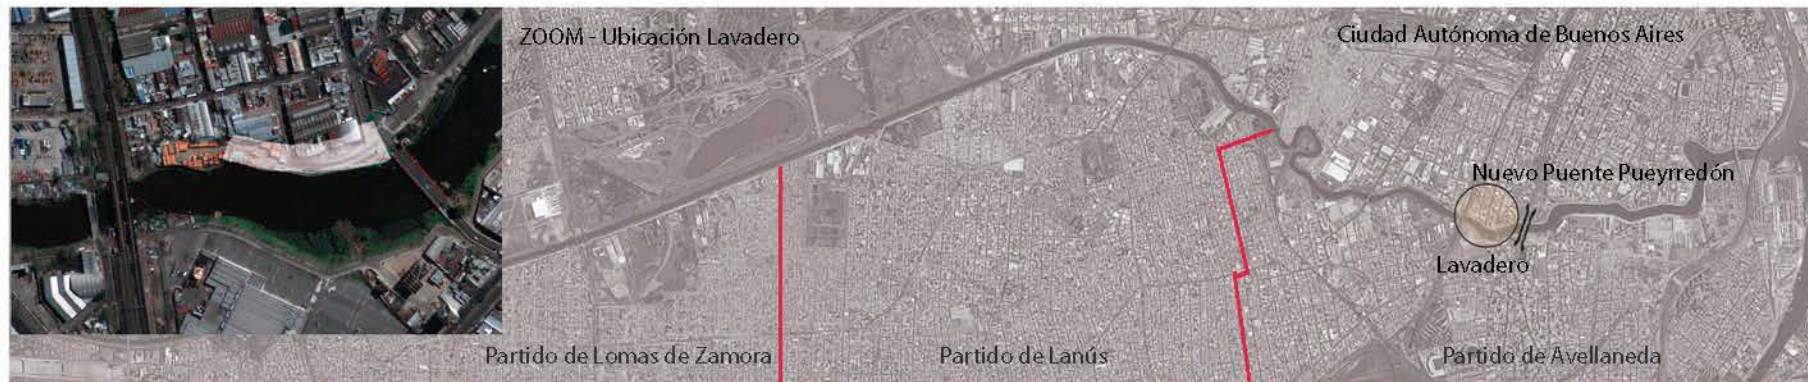 ZOOM - Ubicación Lavadero
Ciudad Autónoma de Buenos Aires
Nuevo Puente Pueyrredón
Lavadero
Partido de Lomas de Zamora
Partido de Lanús
Partido de Avellaneda